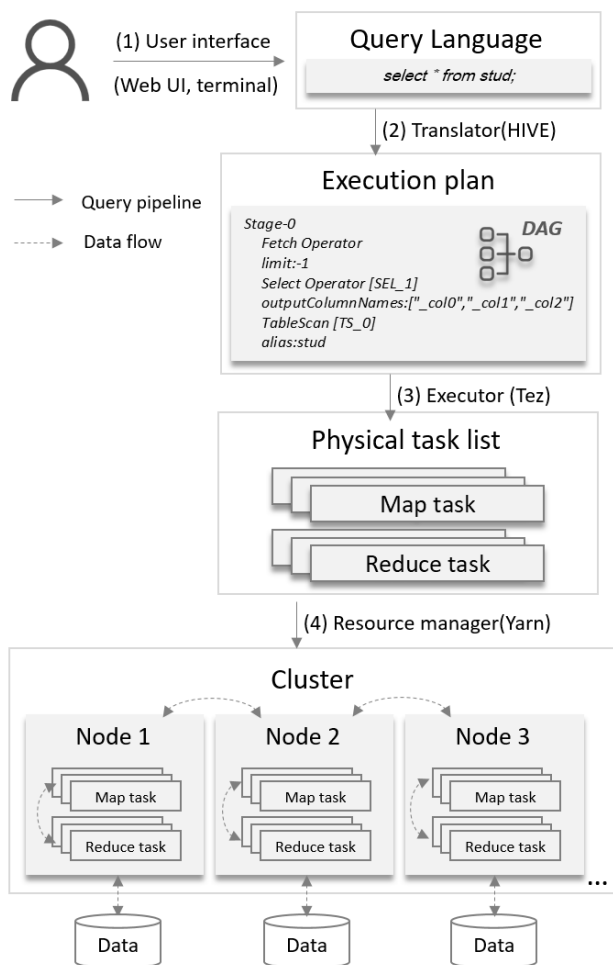 (1) User interface
(Web UI, terminal)
Query Language
select * from stud;
(2) Translator(HIVE)
Query pipeline
Data flow
Execution plan
Stage-0
Fetch Operator
limit:-1
Select Operator [SEL_1]
outputColumnNames:["_col0","_col1","_col2"]
TableScan [TS_0]
alias:stud
DAG
(3) Executor (Tez)
Physical task list
Map task
Reduce task
(4) Resource manager(Yarn)
Cluster
Node 1
Map task
Reduce task
Node 2
Map task
Reduce task
Node 3
Map task
Reduce task
...
Data
Data
Data